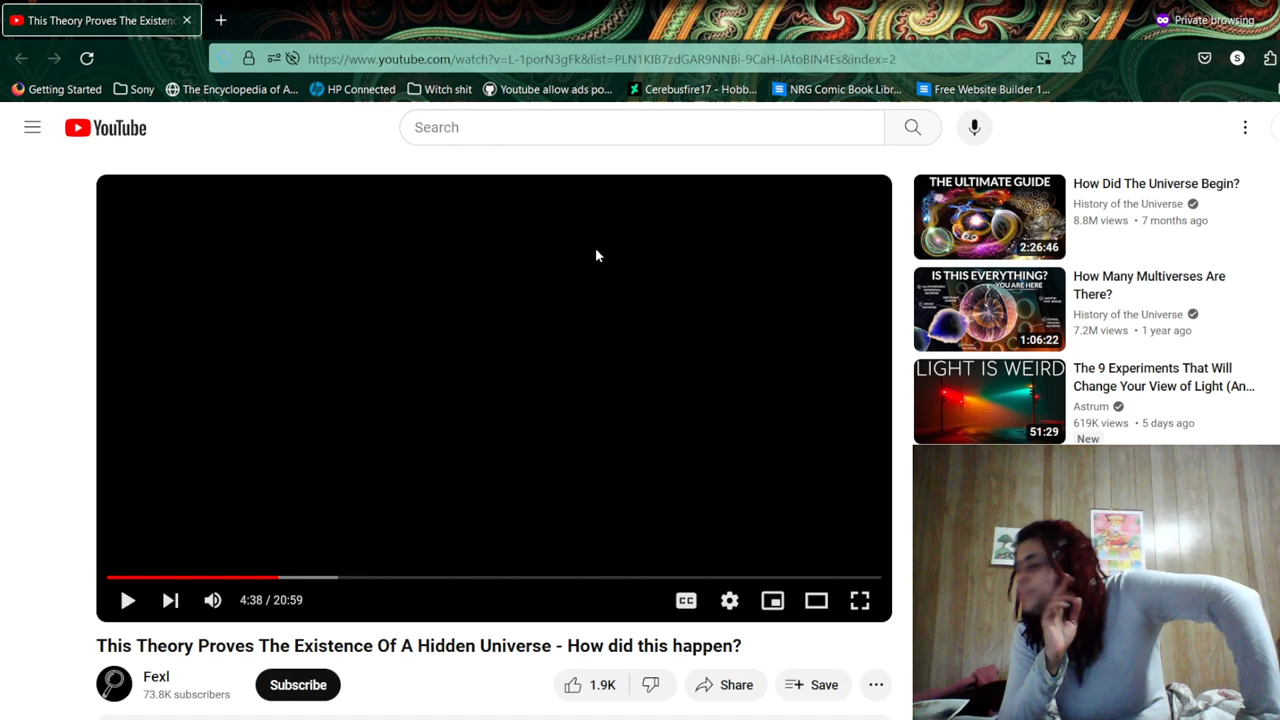 This Theory Proves The Existenc
Private browsing
https://www.youtube.com/watch?v=L-1porN3gFk&list=PLN1KIB7zdGAR9NNBi-9CaH-lAtoBIN4Es&index=2
Getting Started
Sony
The Encyclopedia of A...
HP Connected
Witch shit
Youtube allow ads po...
Cerebusfire17 - Hobb...
NRG Comic Book Libr...
Free Website Builder 1...
YouTube
Search
THE ULTIMATE GUIDE
2:26:46
How Did The Universe Begin?
History of the Universe
8.8M views • 7 months ago
IS THIS EVERYTHING?
YOU ARE HERE
1:06:22
How Many Multiverses Are
There?
History of the Universe
7.2M views • 1 year ago
LIGHT IS WEIRD
51:29
The 9 Experiments That Will
Change Your View of Light (An...
Astrum
619K views • 5 days ago
New
4:38 / 20:59
CC
This Theory Proves The Existence Of A Hidden Universe - How did this happen?
Fexl
73.8K subscribers
Subscribe
1.9K
Share
Save